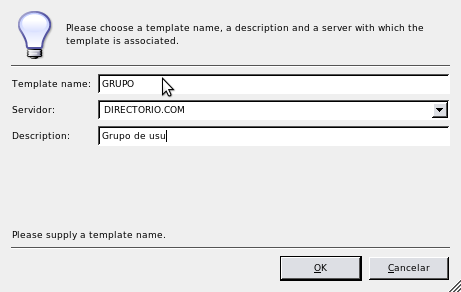 Please choose a template name, a description and a server with which the
template is associated.
Template name: GRUPO
Servidor: DIRECTORIO.COM
Description: Grupo de usu
Please supply a template name.
OK Cancelar